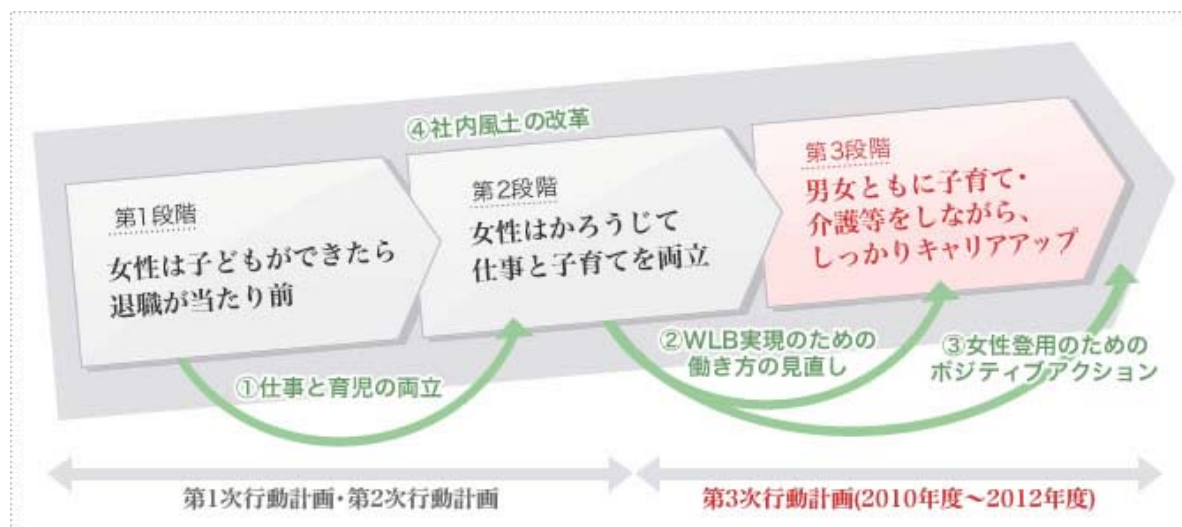 ④社内風土の改革
第1段階
女性は子どもができたら
退職が当たり前
第2段階
女性はかろうじて
仕事と子育てを両立
第3段階
男女ともに子育て・
介護等をしながら、
しっかりキャリアアップ
①仕事と育児の両立
②WLB実現のための
働き方の見直し
③女性登用のための
ポジティブアクション
第1次行動計画・第2次行動計画
第3次行動計画(2010年度～2012年度)